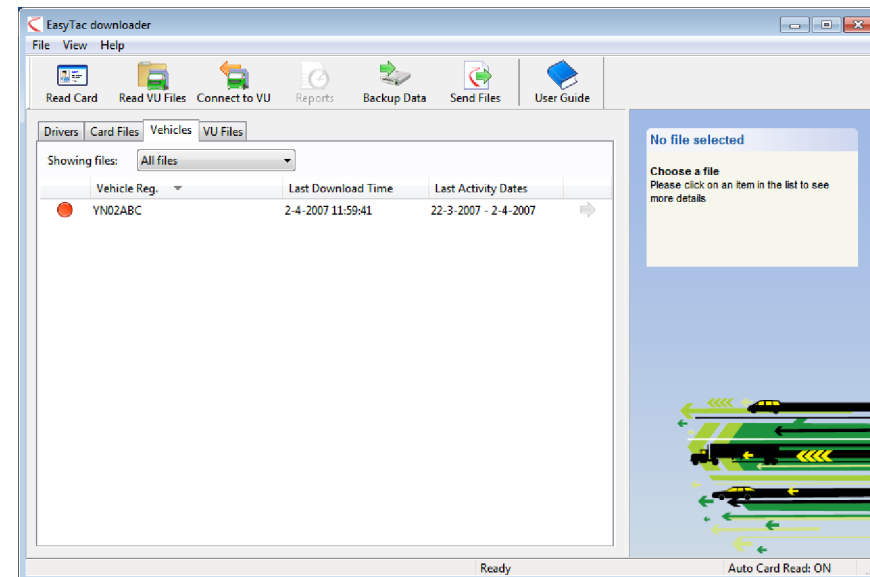 EasyTac downloader
File View Help
Read Card Read VU Files Connect to VU Reports Backup Data Send Files User Guide
Drivers Card Files Vehicles VU Files
Showing files: All files
Vehicle Reg. Last Download Time Last Activity Dates
YN02ABC 2-4-2007 11:59:41 22-3-2007 - 2-4-2007
No file selected
Choose a file
Please click on an item in the list to see
more details
Ready Auto Card Read: ON